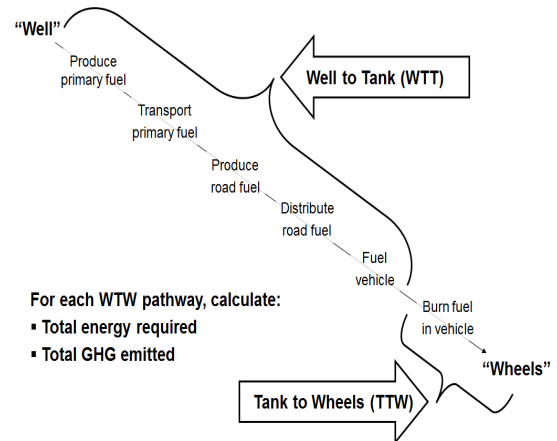 “Well”
Produce
primary fuel
Well to Tank (WTT)
Transport
primary fuel
Produce
road fuel
Distribute
road fuel
Fuel
vehicle
For each WTW pathway, calculate:
▪ Total energy required
▪ Total GHG emitted
Burn fuel
in vehicle
“Wheels”
Tank to Wheels (TTW)